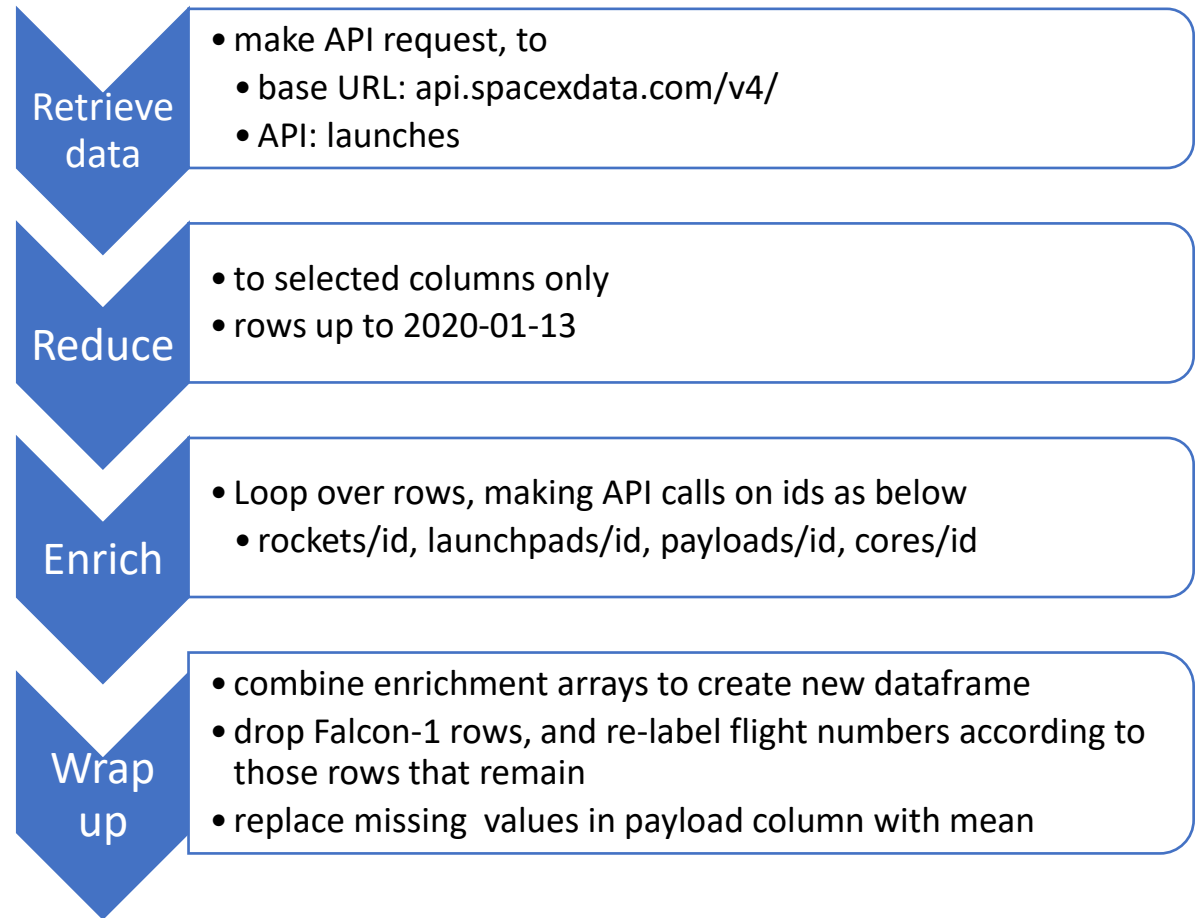 Retrieve
data
• make API request, to
• base URL: api.spacexdata.com/v4/
• API: launches
Reduce
• to selected columns only
• rows up to 2020-01-13
Enrich
• Loop over rows, making API calls on ids as below
• rockets/id, launchpads/id, payloads/id, cores/id
Wrap
up
• combine enrichment arrays to create new dataframe
• drop Falcon-1 rows, and re-label flight numbers according to
those rows that remain
• replace missing  values in payload column with mean